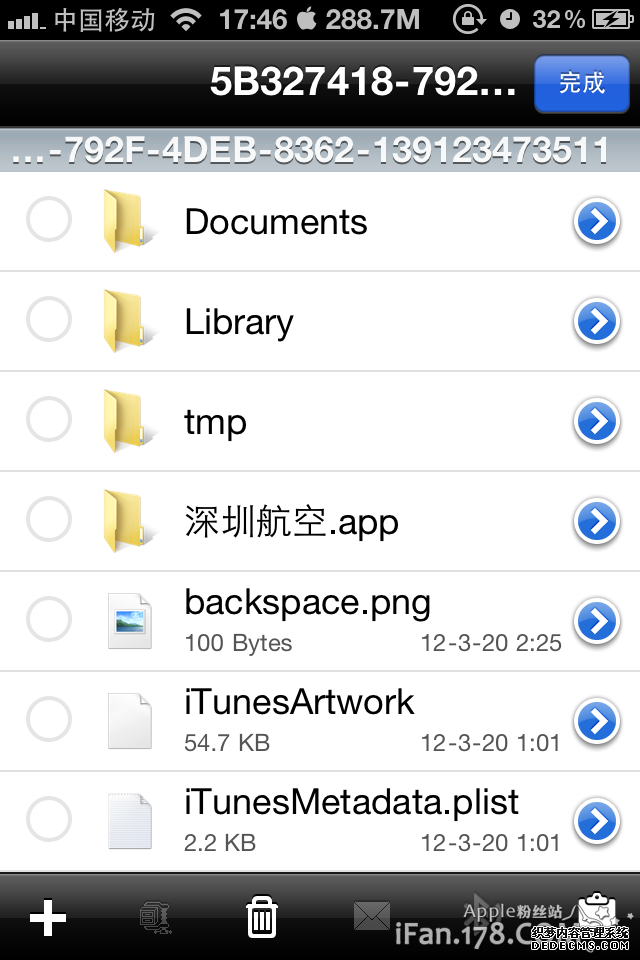 中国移动 17:46 288.7M 32%
5B327418-792... 完成
...-792F-4DEB-8362-139123473511
Documents
Library
tmp
深圳航空.app
backspace.png
100 Bytes 12-3-20 2:25
iTunesArtwork
54.7 KB 12-3-20 1:01
iTunesMetadata.plist
2.2 KB 12-3-20 1:01
Apple粉丝站
iFan.178.C
织梦内容管理系统
DEDECMS.COM